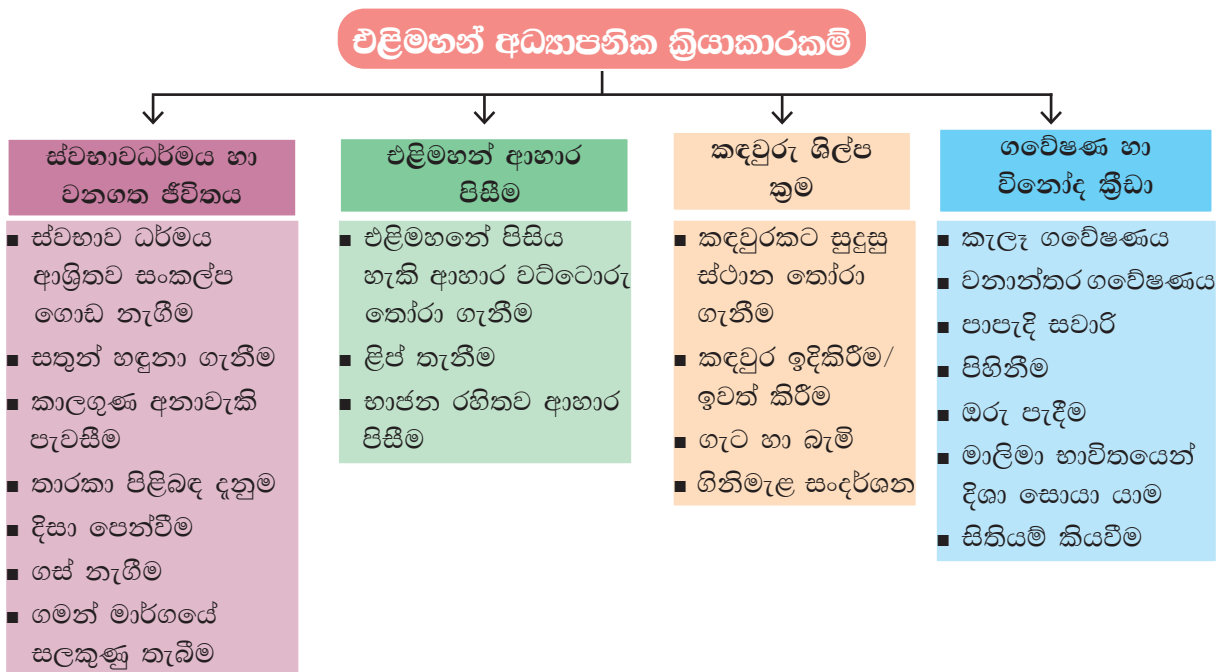 එළිමහන් අධ්‍යාපනික ක්‍රියාකාරකම්
ස්වභාවධර්මය හා
වනගත ජීවිතය
■ ස්වභාව ධර්මය
ආශ්‍රිතව සංකල්ප
ගොඩ නැගීම
■ සතුන් හඳුනා ගැනීම
■ කාලගුණ අනාවැකි
පැවසීම
■ තාරකා පිළිබඳ දැනුම
■ දිසා පෙන්වීම
■ ගස් නැගීම
■ ගමන් මාර්ගයේ
සලකුණු තැබීම
එළිමහන් ආහාර
පිසීම
■ එළිමහනේ පිසිය
හැකි ආහාර වට්ටොරු
තෝරා ගැනීම
■ ළිප් තැනීම
■ භාජන රහිතව ආහාර
පිසීම
කඳවුරු ශිල්ප
ක්‍රම
■ කඳවුරකට සුදුසු
ස්ථාන තෝරා
ගැනීම
■ කඳවුර ඉදිකිරීම/
ඉවත් කිරීම
■ ගැට හා බැමි
■ ගිනිමැළ සංදර්ශන
ගවේෂණ හා
විනෝද ක්‍රීඩා
■ කැලෑ ගවේෂණය
■ වනාන්තර ගවේෂණය
■ පාපැදි සවාරි
■ පිහිනීම
■ ඔරු පැදීම
■ මාලිමා භාවිතයෙන්
දිශා සොයා යාම
■ සිතියම් කියවීම